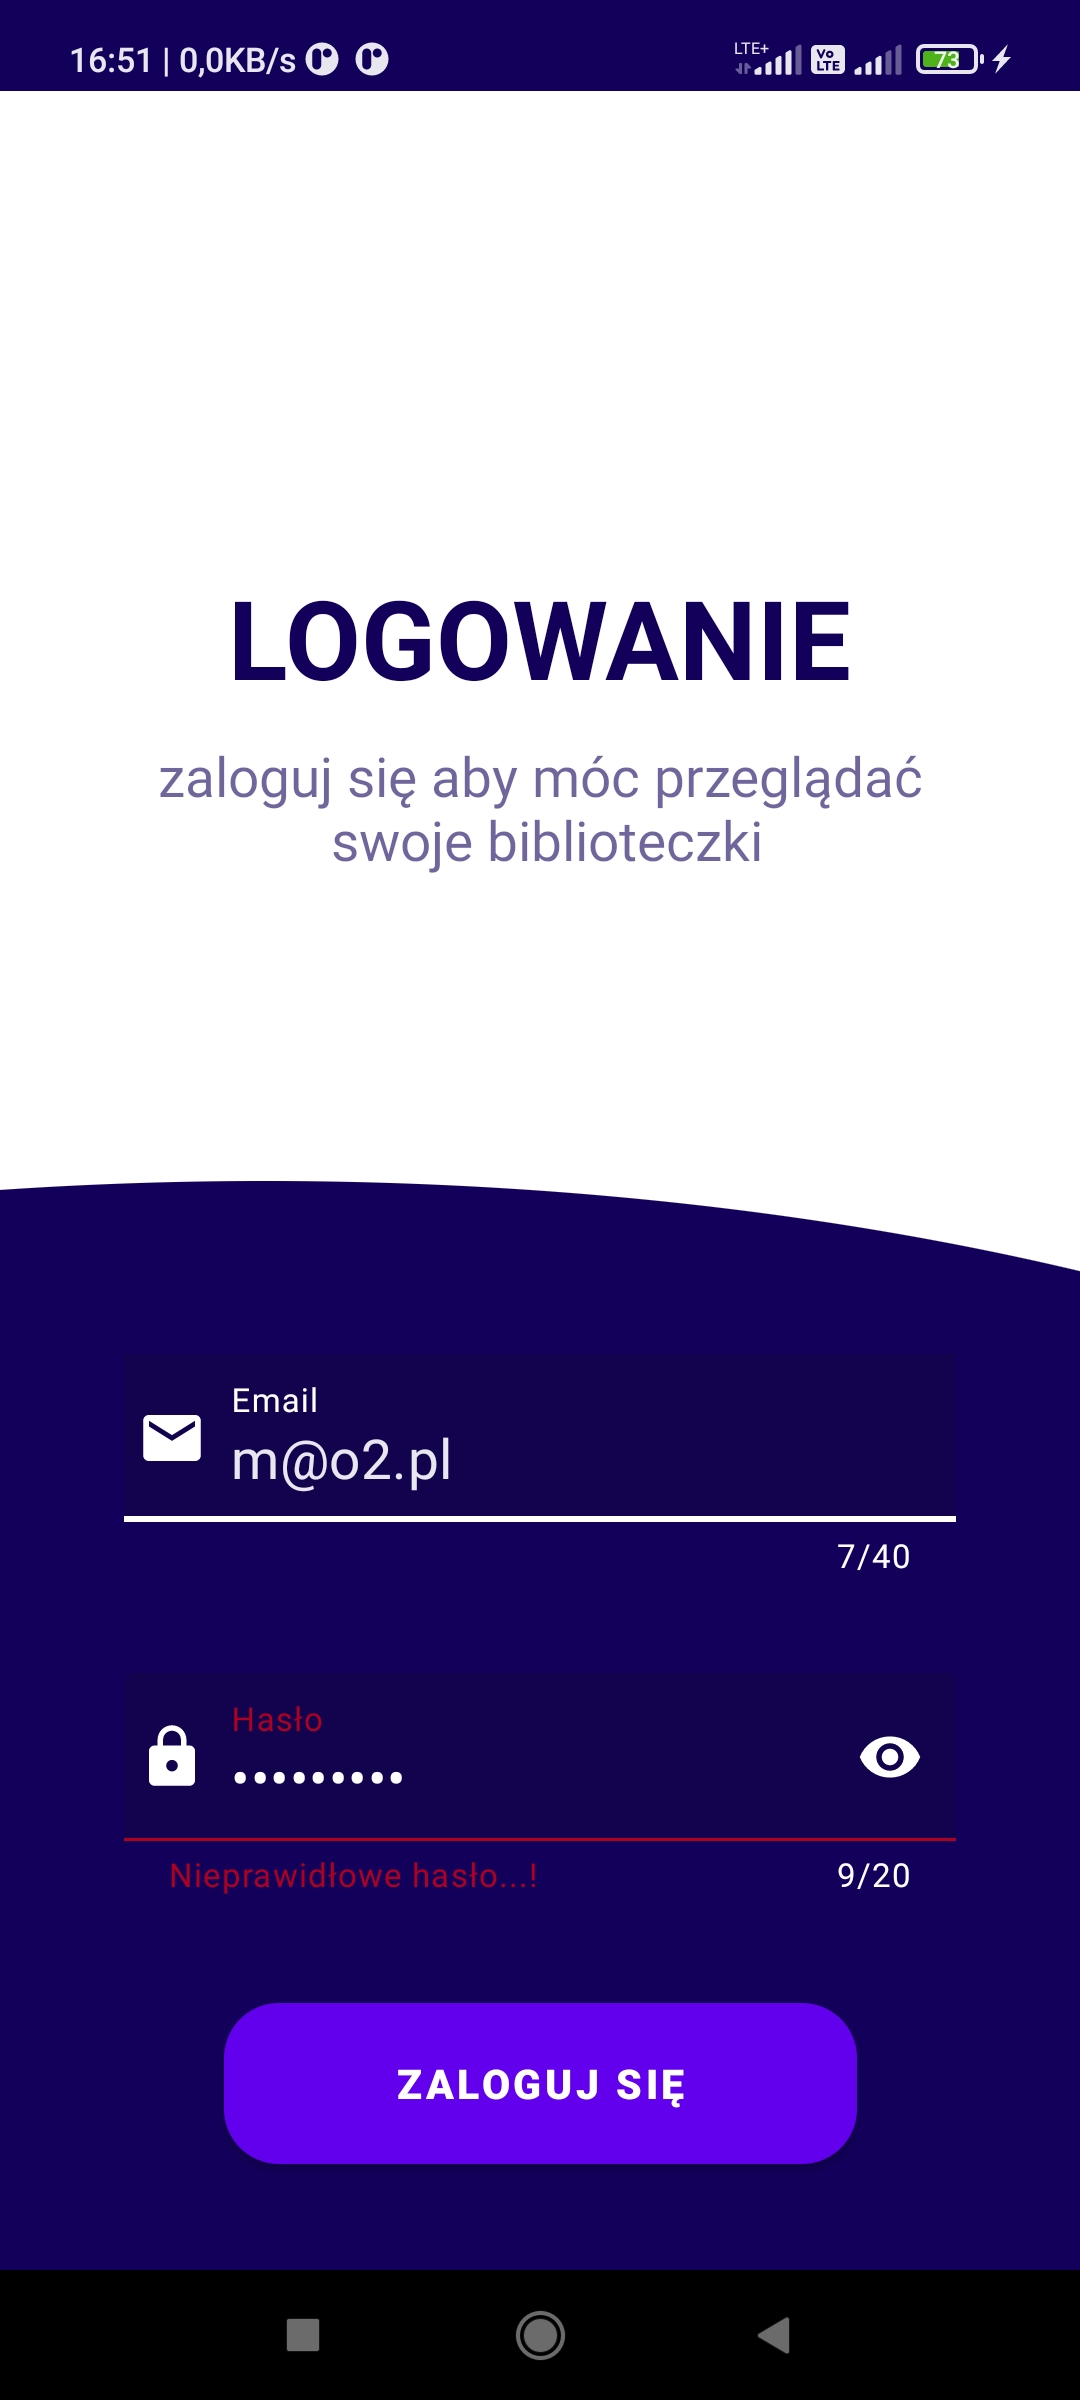 16:51 | 0,0KB/s LTE+ Vo LTE 73
LOGOWANIE
zaloguj się aby móc przeglądać
swoje biblioteczki
Email
m@o2.pl
7/40
Hasło
•••••••••
Nieprawidłowe hasło...! 9/20
ZALOGUJ SIĘ